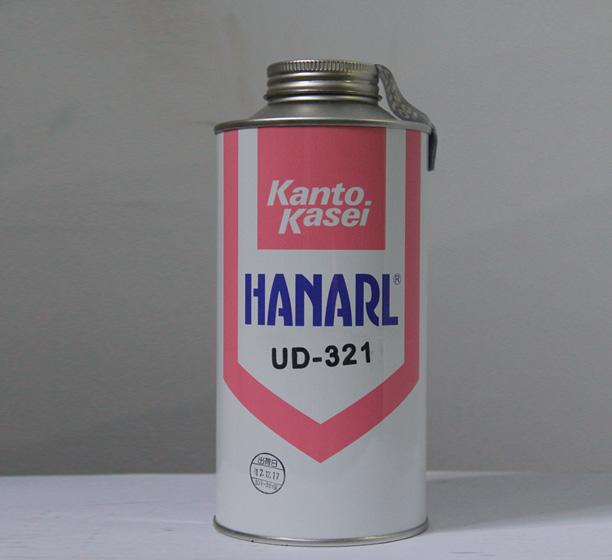 Kanto.
Kasei
HANARL®
UD-321
出荷日